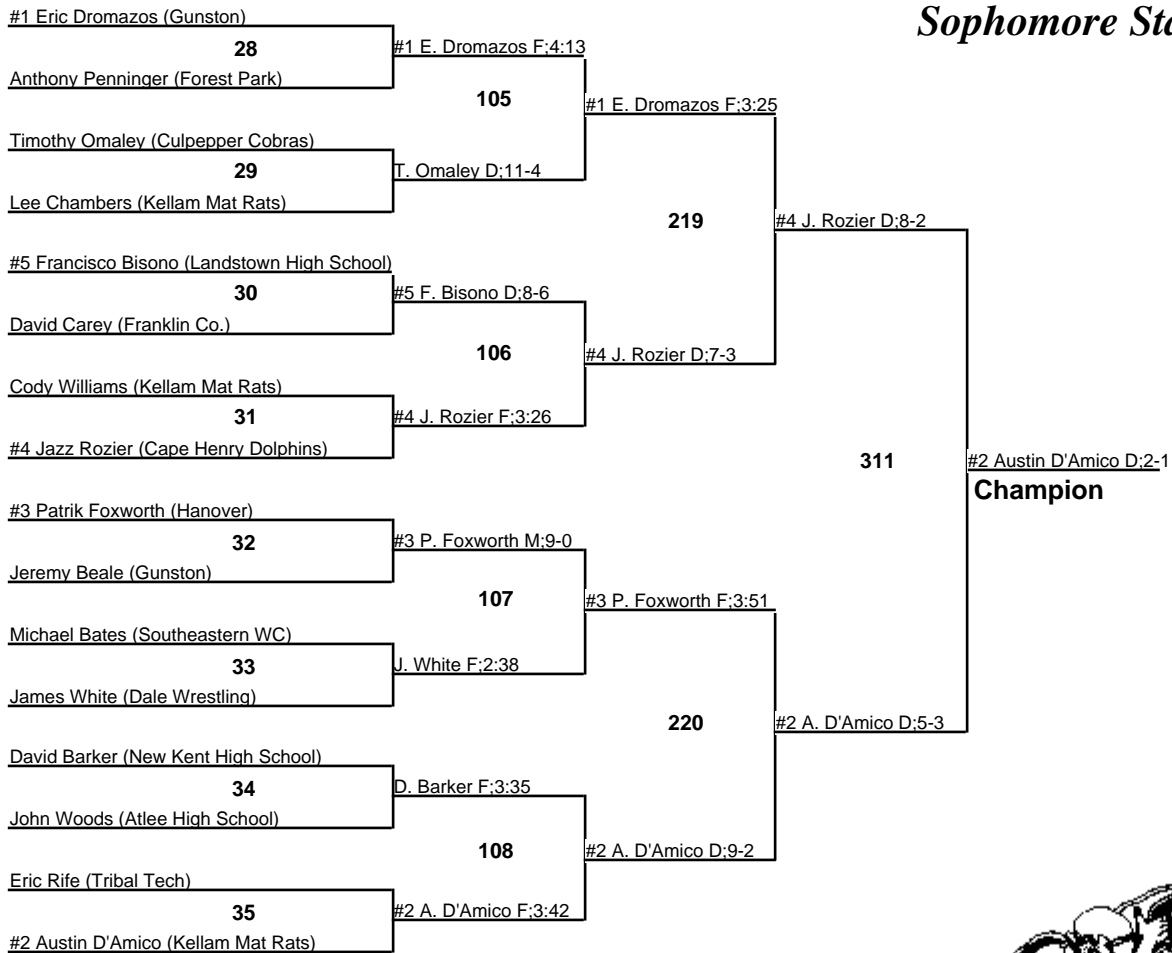 Sophomore Sta
#1 Eric Dromazos (Gunston)
28
Anthony Penninger (Forest Park)
#1 E. Dromazos F;4:13
105
#1 E. Dromazos F;3:25
Timothy Omaley (Culpepper Cobras)
29
Lee Chambers (Kellam Mat Rats)
T. Omaley D;11-4
219
#4 J. Rozier D;8-2
#5 Francisco Bisono (Landstown High School)
30
David Carey (Franklin Co.)
#5 F. Bisono D;8-6
106
#4 J. Rozier D;7-3
Cody Williams (Kellam Mat Rats)
31
#4 Jazz Rozier (Cape Henry Dolphins)
#4 J. Rozier F;3:26
311
#2 Austin D'Amico D;2-1
Champion
#3 Patrik Foxworth (Hanover)
32
Jeremy Beale (Gunston)
#3 P. Foxworth M;9-0
107
#3 P. Foxworth F;3:51
Michael Bates (Southeastern WC)
33
James White (Dale Wrestling)
J. White F;2:38
220
#2 A. D'Amico D;5-3
David Barker (New Kent High School)
34
John Woods (Atlee High School)
D. Barker F;3:35
108
#2 A. D'Amico D;9-2
Eric Rife (Tribal Tech)
35
#2 Austin D'Amico (Kellam Mat Rats)
#2 A. D'Amico F;3:42